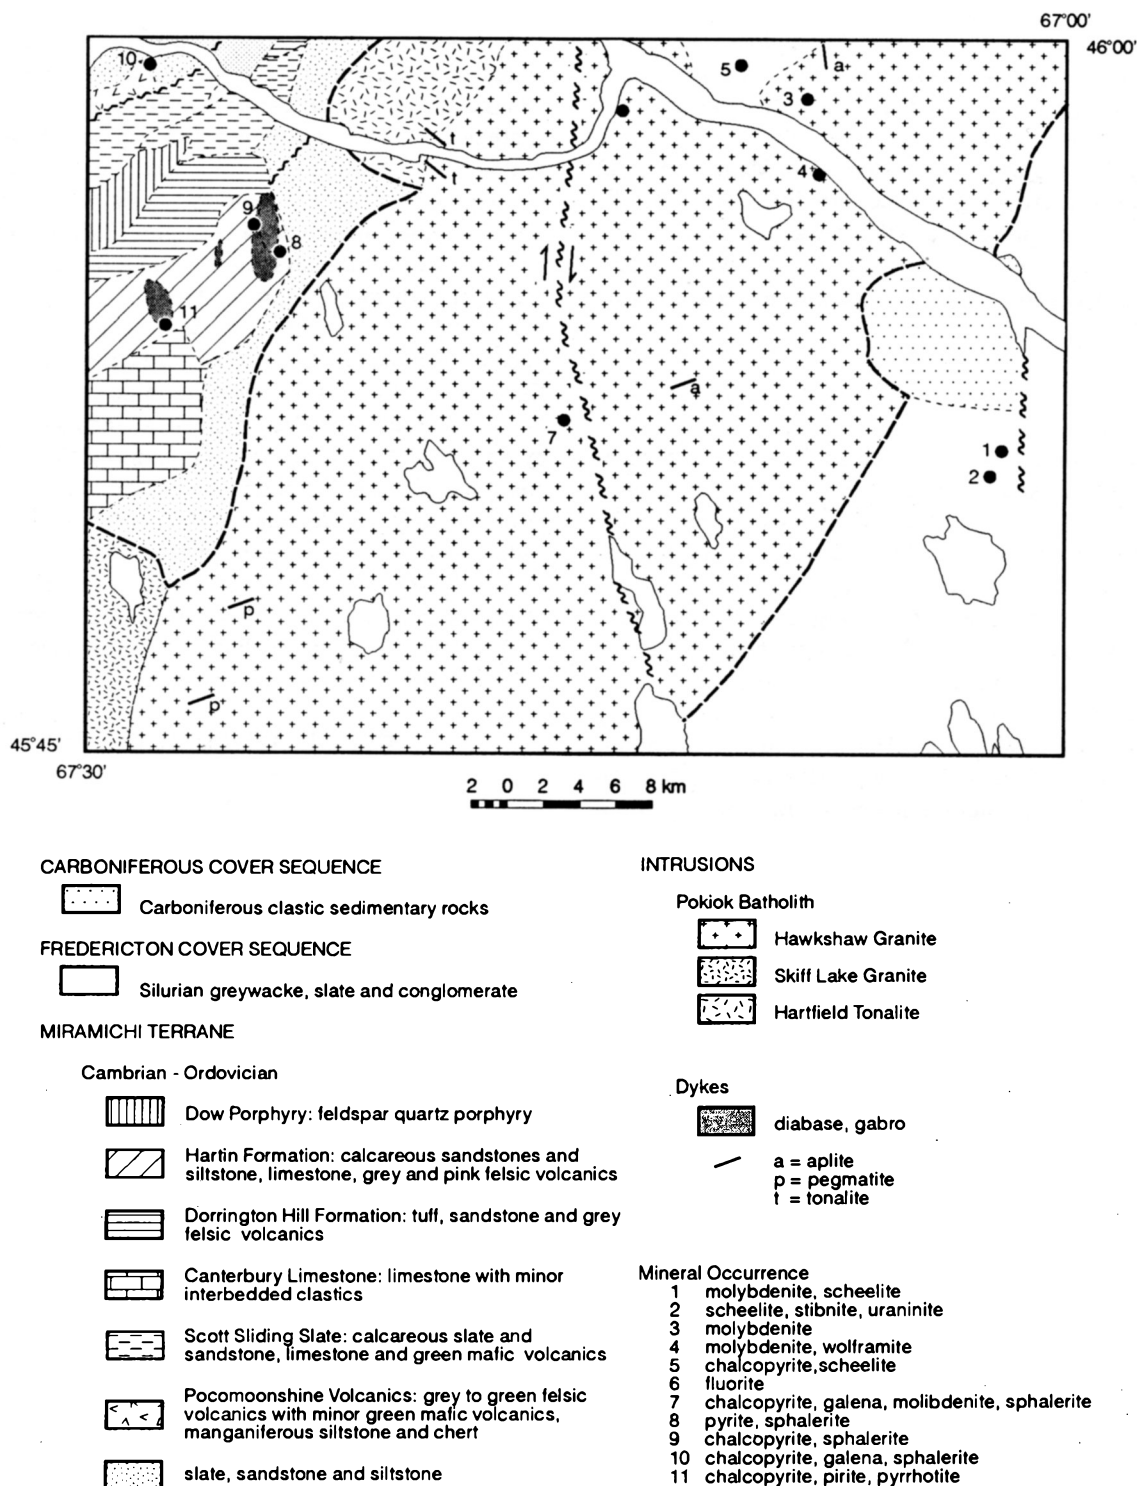 67°00'
46°00'
10
5
a
3
t
t
4
9
8
11
a
7
1
2
p
p
45°45'
67°30'
2 0 2 4 6 8 km
CARBONIFEROUS COVER SEQUENCE
Carboniferous clastic sedimentary rocks
FREDERICTON COVER SEQUENCE
Silurian greywacke, slate and conglomerate
MIRAMICHI TERRANE
Cambrian - Ordovician
Dow Porphyry: feldspar quartz porphyry
Hartin Formation: calcareous sandstones and
siltstone, limestone, grey and pink felsic volcanics
Dorrington Hill Formation: tuff, sandstone and grey
felsic volcanics
Canterbury Limestone: limestone with minor
interbedded clastics
Scott Sliding Slate: calcareous slate and
sandstone, limestone and green mafic volcanics
Pocomoonshine Volcanics: grey to green felsic
volcanics with minor green mafic volcanics,
manganiferous siltstone and chert
slate, sandstone and siltstone
INTRUSIONS
Pokiok Batholith
Hawkshaw Granite
Skiff Lake Granite
Hartfield Tonalite
Dykes
diabase, gabro
a = aplite
p = pegmatite
t = tonalite
Mineral Occurrence
1 molybdenite, scheelite
2 scheelite, stibnite, uraninite
3 molybdenite
4 molybdenite, wolframite
5 chalcopyrite,scheelite
6 fluorite
7 chalcopyrite, galena, molibdenite, sphalerite
8 pyrite, sphalerite
9 chalcopyrite, sphalerite
10 chalcopyrite, galena, sphalerite
11 chalcopyrite, pirite, pyrrhotite